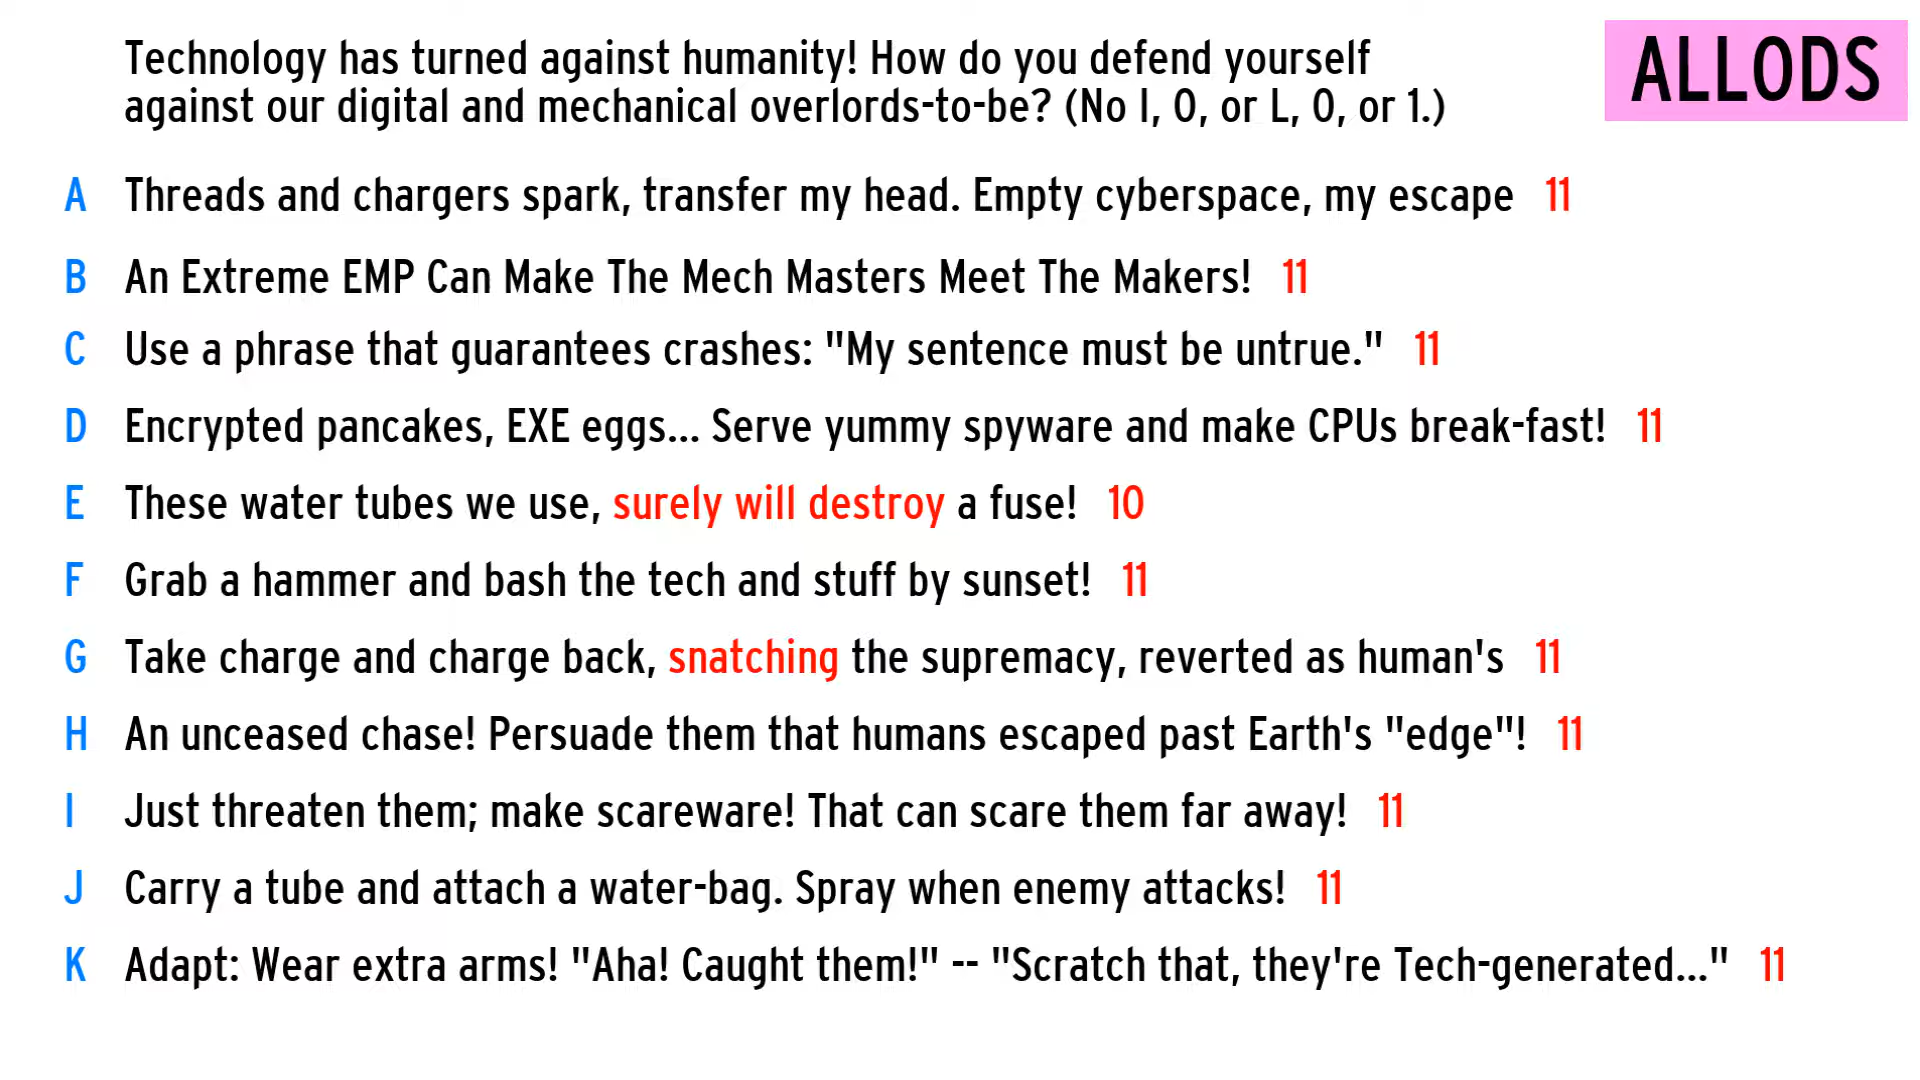 Technology has turned against humanity! How do you defend yourself
against our digital and mechanical overlords-to-be? (No I, O, or L, 0, or 1.)
ALLODS
A Threads and chargers spark, transfer my head. Empty cyberspace, my escape 11
B An Extreme EMP Can Make The Mech Masters Meet The Makers! 11
C Use a phrase that guarantees crashes: "My sentence must be untrue." 11
D Encrypted pancakes, EXE eggs... Serve yummy spyware and make CPUs break-fast! 11
E These water tubes we use, surely will destroy a fuse! 10
F Grab a hammer and bash the tech and stuff by sunset! 11
G Take charge and charge back, snatching the supremacy, reverted as human's 11
H An unceased chase! Persuade them that humans escaped past Earth's "edge"! 11
I Just threaten them; make scareware! That can scare them far away! 11
J Carry a tube and attach a water-bag. Spray when enemy attacks! 11
K Adapt: Wear extra arms! "Aha! Caught them!" -- "Scratch that, they're Tech-generated..." 11